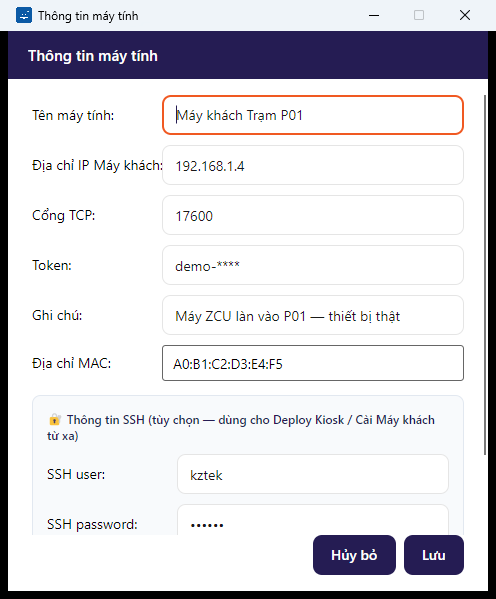 Thông tin máy tính
Thông tin máy tính
Tên máy tính: Máy khách Trạm P01
Địa chỉ IP Máy khách: 192.168.1.4
Cổng TCP: 17600
Token: demo-****
Ghi chú: Máy ZCU làn vào P01 — thiết bị thật
Địa chỉ MAC: A0:B1:C2:D3:E4:F5
🔐 Thông tin SSH (tùy chọn — dùng cho Deploy Kiosk / Cài Máy khách
từ xa)
SSH user: kztek
SSH password: ••••••
Hủy bỏ Lưu